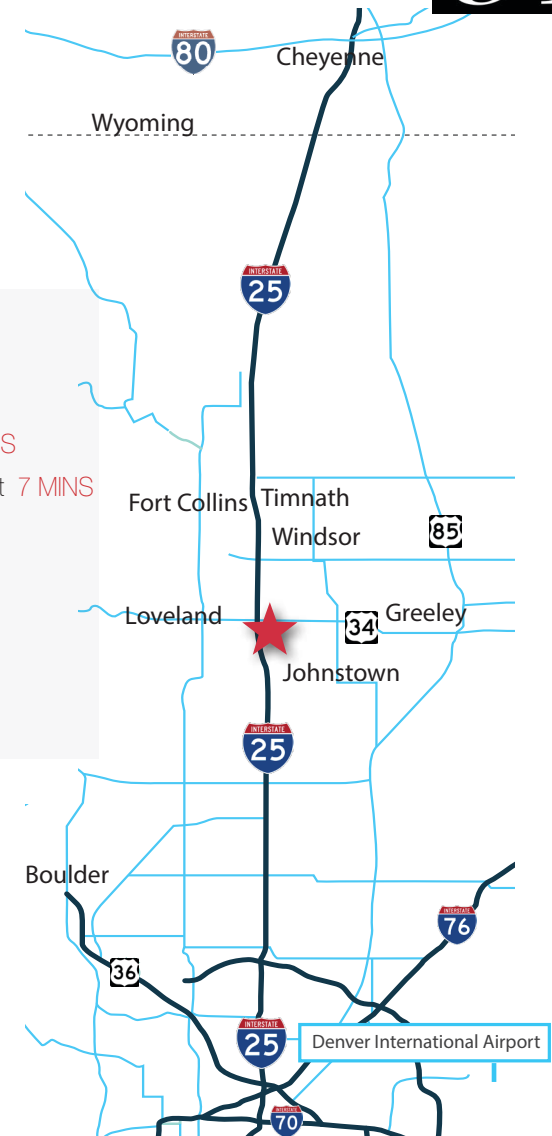 INTERSTATE
80
Cheyenne
Wyoming
INTERSTATE
25
S
t 7 MINS
Fort Collins
Timnath
Windsor
85
Loveland
34
Greeley
Johnstown
INTERSTATE
25
Boulder
INTERSTATE
76
36
INTERSTATE
25
Denver International Airport
INTERSTATE
70